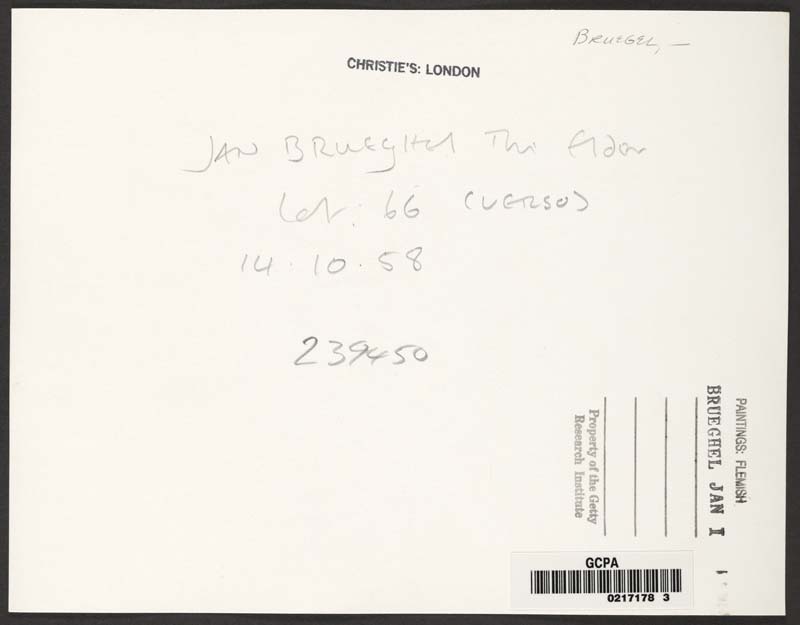 BRUEGEL, —
CHRISTIE'S: LONDON
JAN BRUEGHEL The Elder
Lot: 66 (VERSO)
14.10.58
239450
PAINTINGS: FLEMISH
BRUEGHEL JAN I
Property of the Getty
Research Institute
GCPA
0217178 3